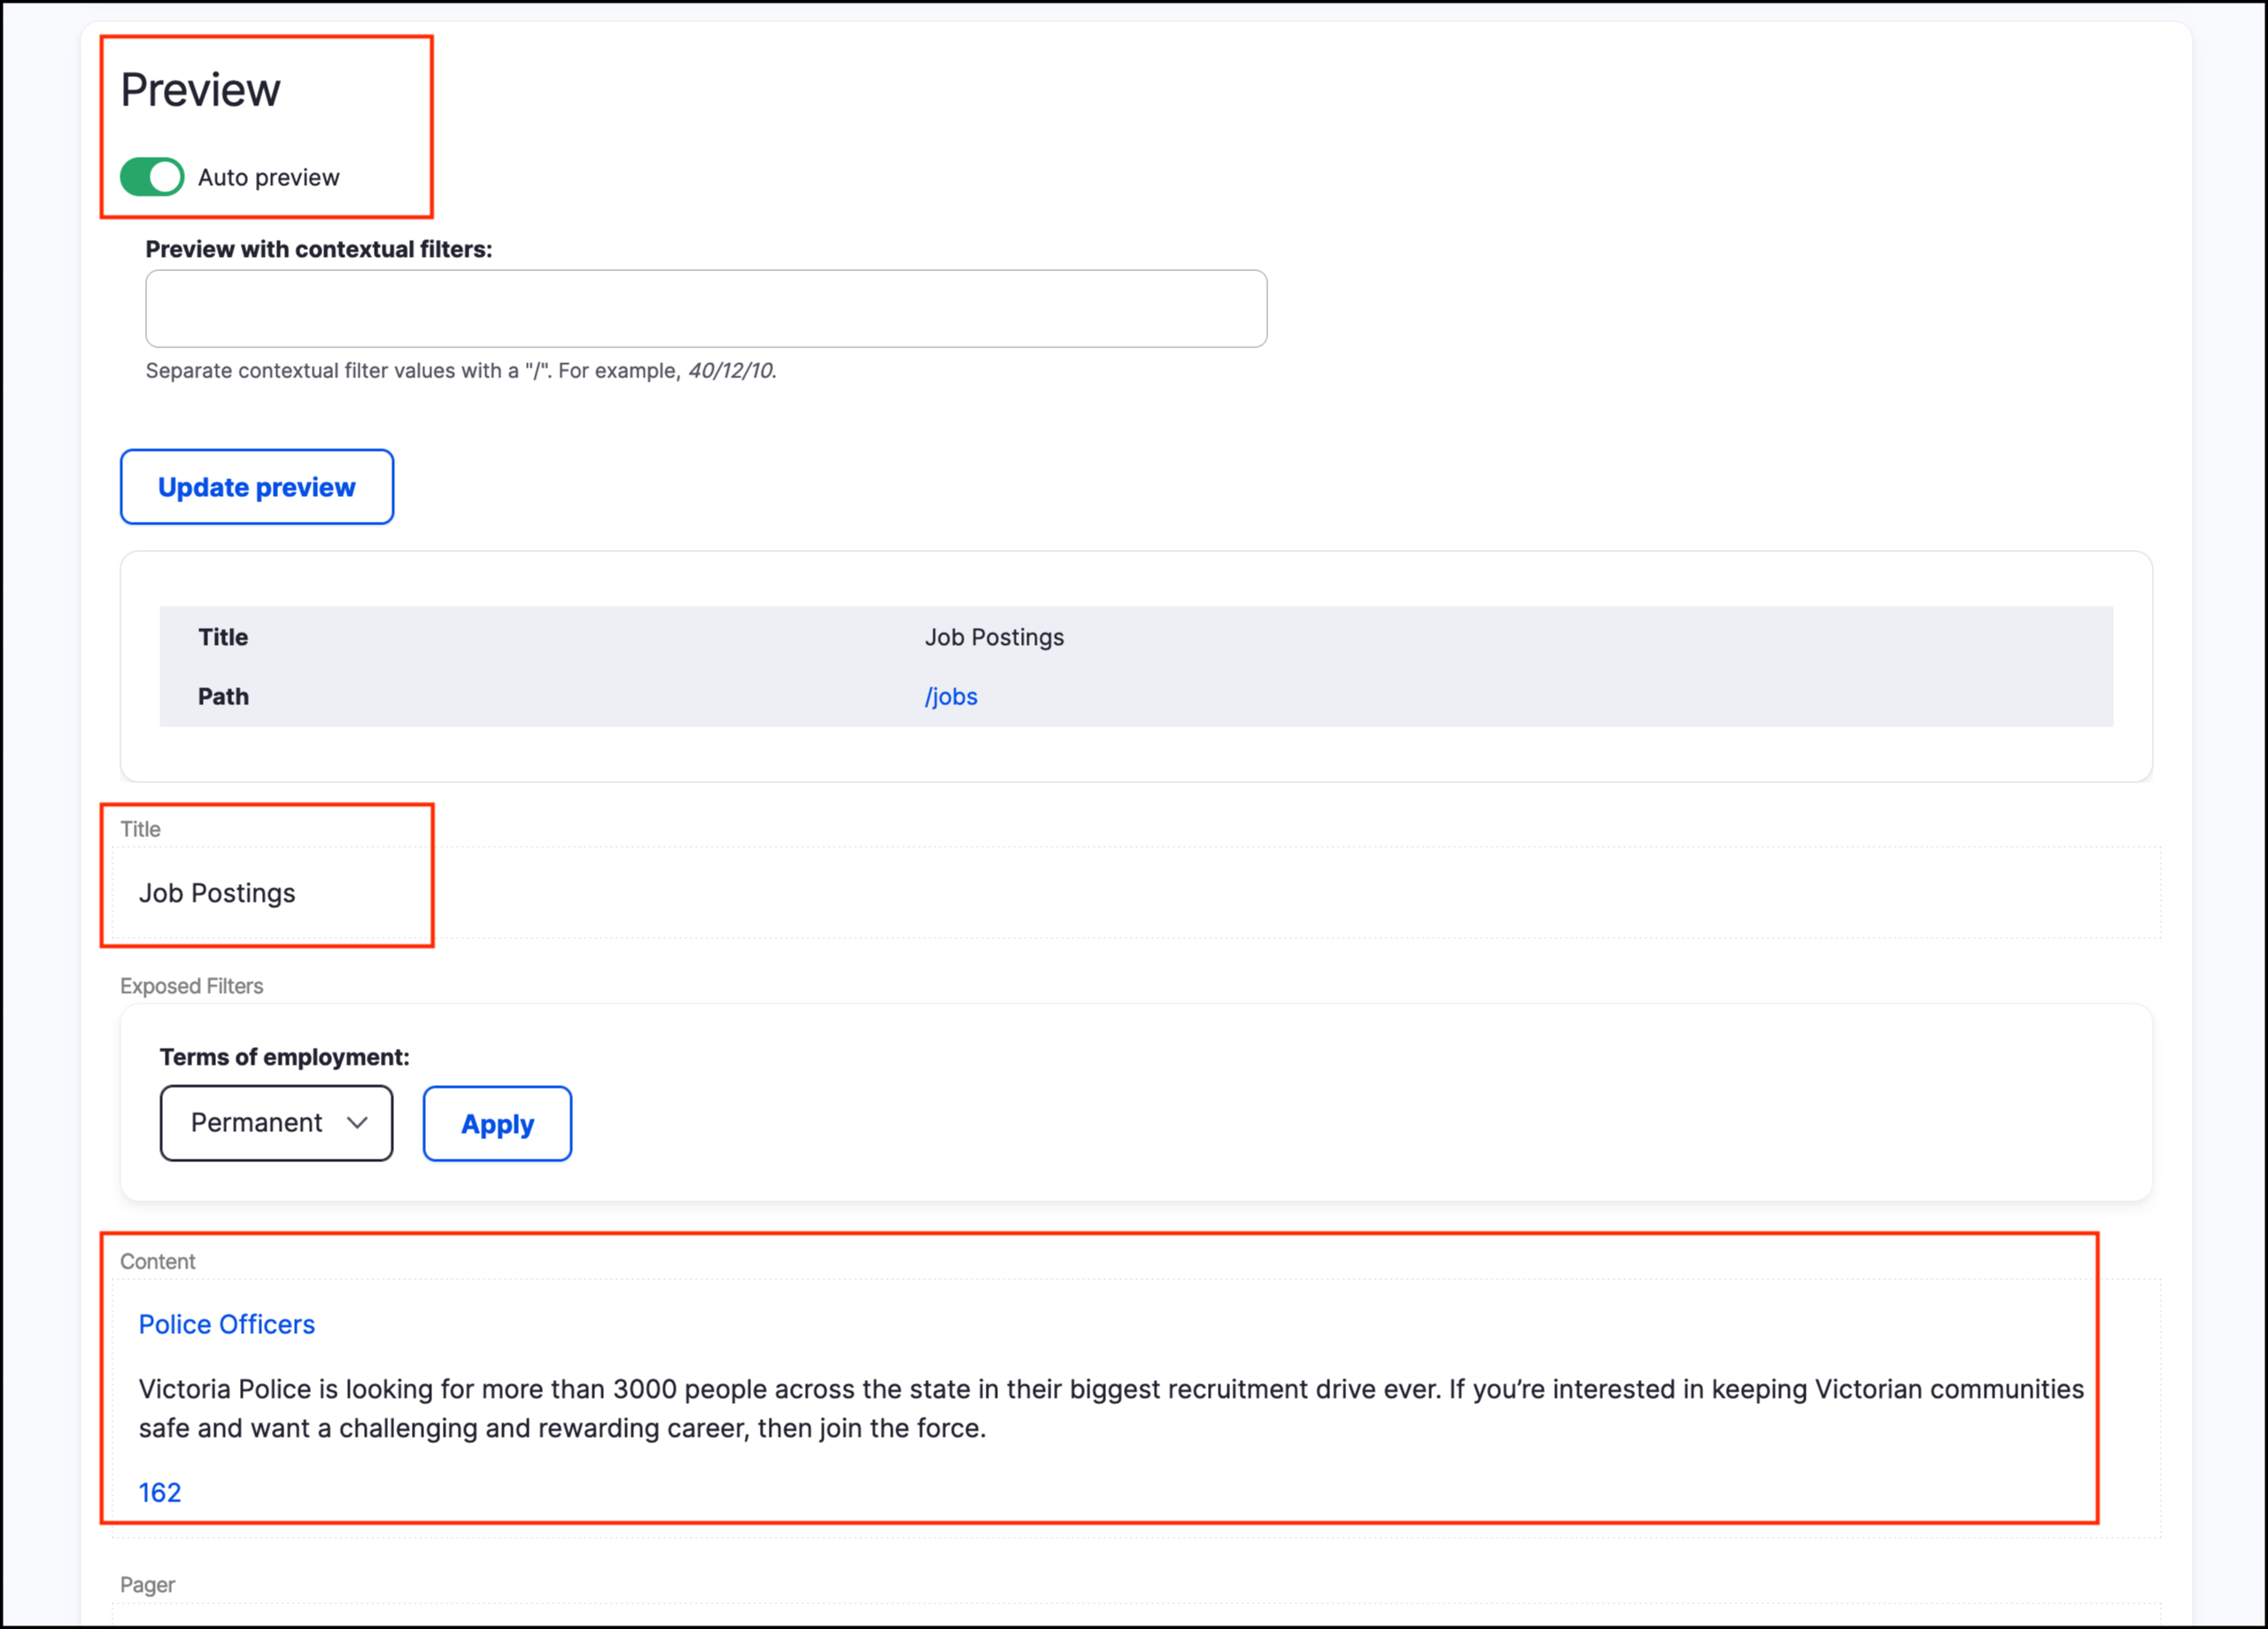 Preview
Auto preview
Preview with contextual filters:
Separate contextual filter values with a "/". For example, 40/12/10.
Update preview
Title Job Postings
Path /jobs
Title
Job Postings
Exposed Filters
Terms of employment:
Permanent Apply
Content
Police Officers
Victoria Police is looking for more than 3000 people across the state in their biggest recruitment drive ever. If you’re interested in keeping Victorian communities
safe and want a challenging and rewarding career, then join the force.
162
Pager